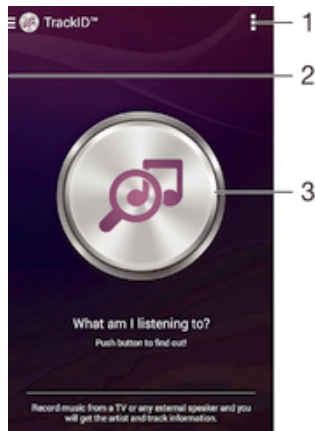 TrackID™
1
2
3
What am I listening to?
Push button to find out!
Record music from a TV or any external speaker and you
will get the artist and track information.